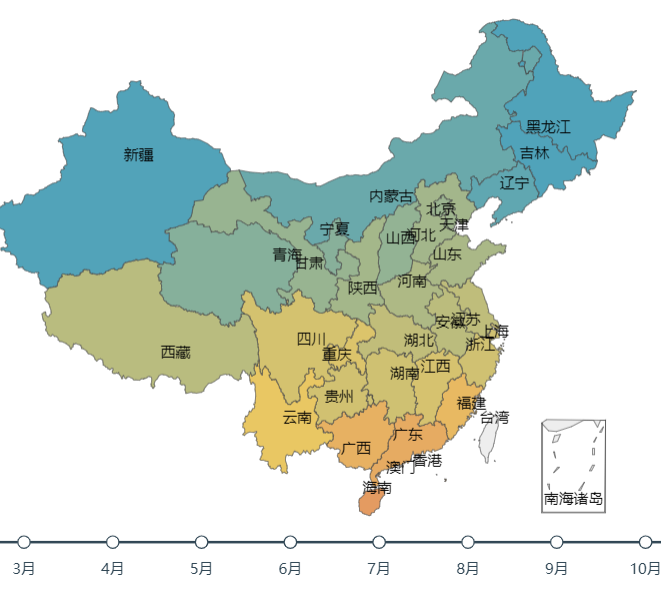 黑龙江
吉林
新疆
辽宁
内蒙古
北京
天津
宁夏
山西
河北
山东
青海
甘肃
河南
陕西
安徽
江苏
上海
四川
湖北
浙江
重庆
西藏
江西
湖南
贵州
福建
云南
台湾
广东
广西
香港
澳门
海南
南海诸岛
3月
4月
5月
6月
7月
8月
9月
10月